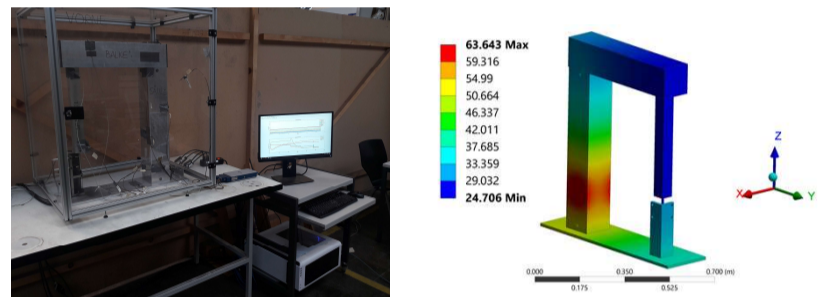 63.643 Max
59.316
54.99
50.664
46.337
42.011
37.685
33.359
29.032
24.706 Min
Z
X
Y
0.000
0.350
0.700 (m)
0.175
0.525